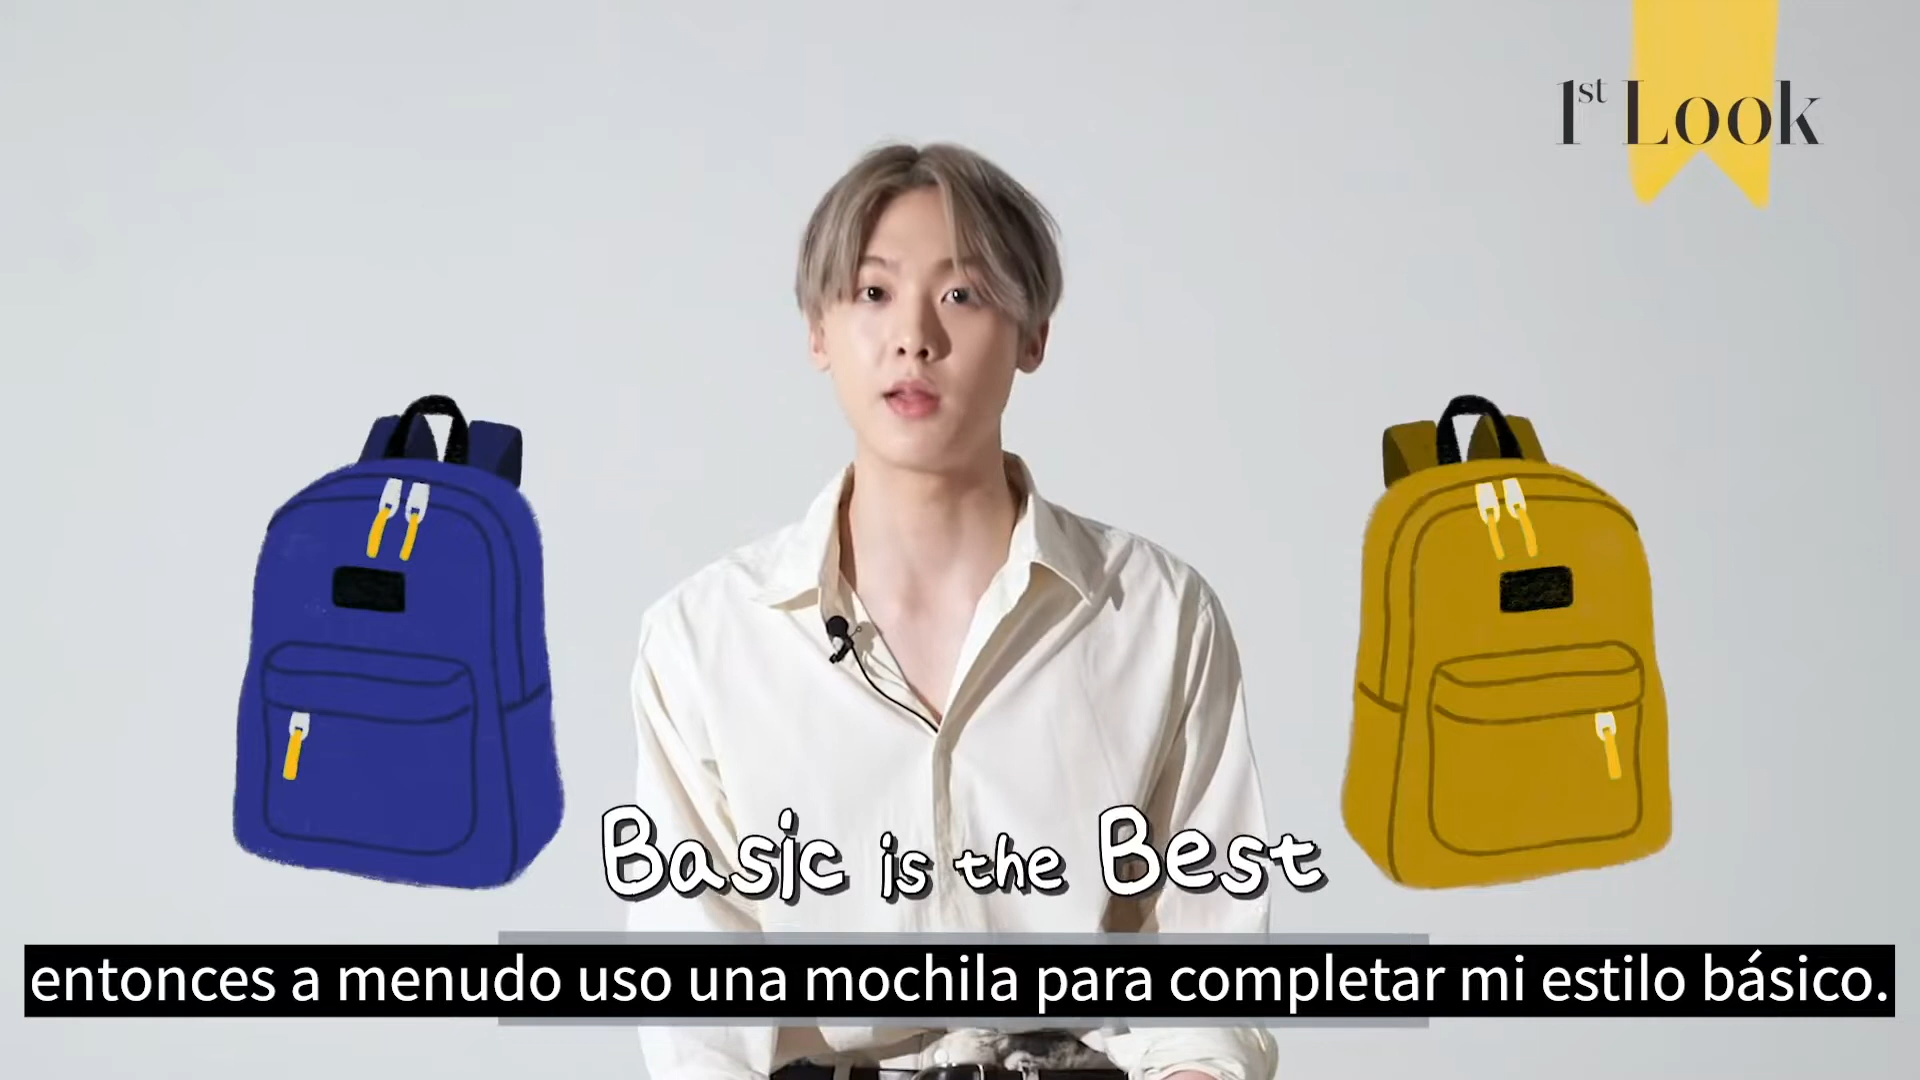 1st Look
Basic is the Best
entonces a menudo uso una mochila para completar mi estilo básico.